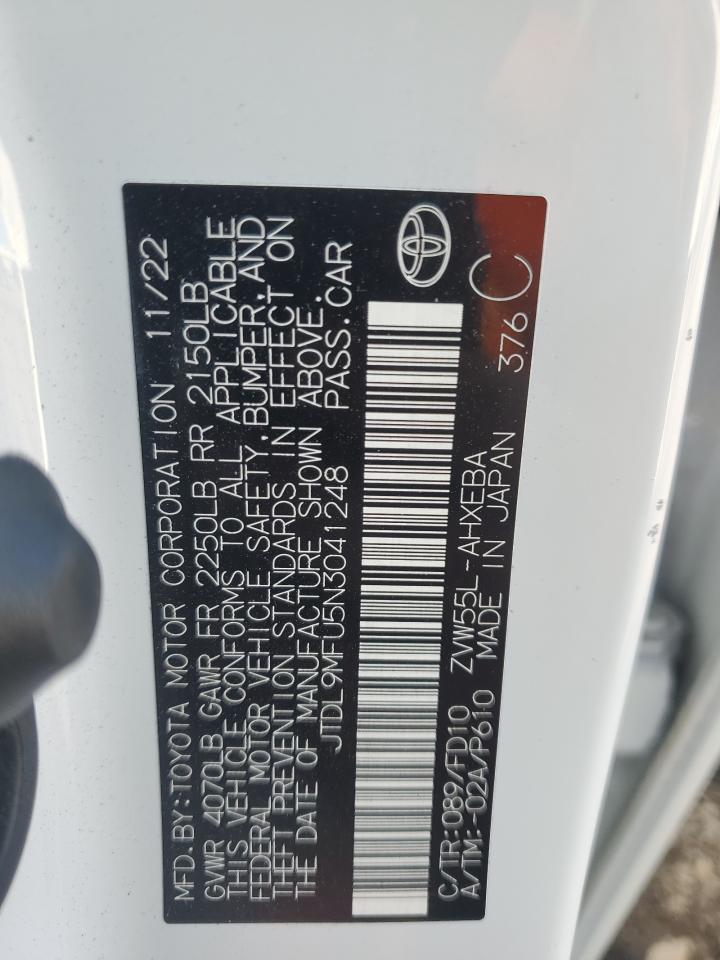 MFD.BY:TOYOTA MOTOR CORPORATION 11/22
GVWR 4070LB GAWR FR 2250LB RR 2150LB
THIS VEHICLE CONFORMS TO ALL APPLICABLE
FEDERAL MOTOR VEHICLE SAFETY, BUMPER, AND
THEFT PREVENTION STANDARDS IN EFFECT ON
THE DATE OF MANUFACTURE SHOWN ABOVE.
JTDL9MFU5N3041248 PASS.CAR
C/TR:089/FD10 ZVW55L-AHXEBA
A/TM:-02A/P610 MADE IN JAPAN 376 C